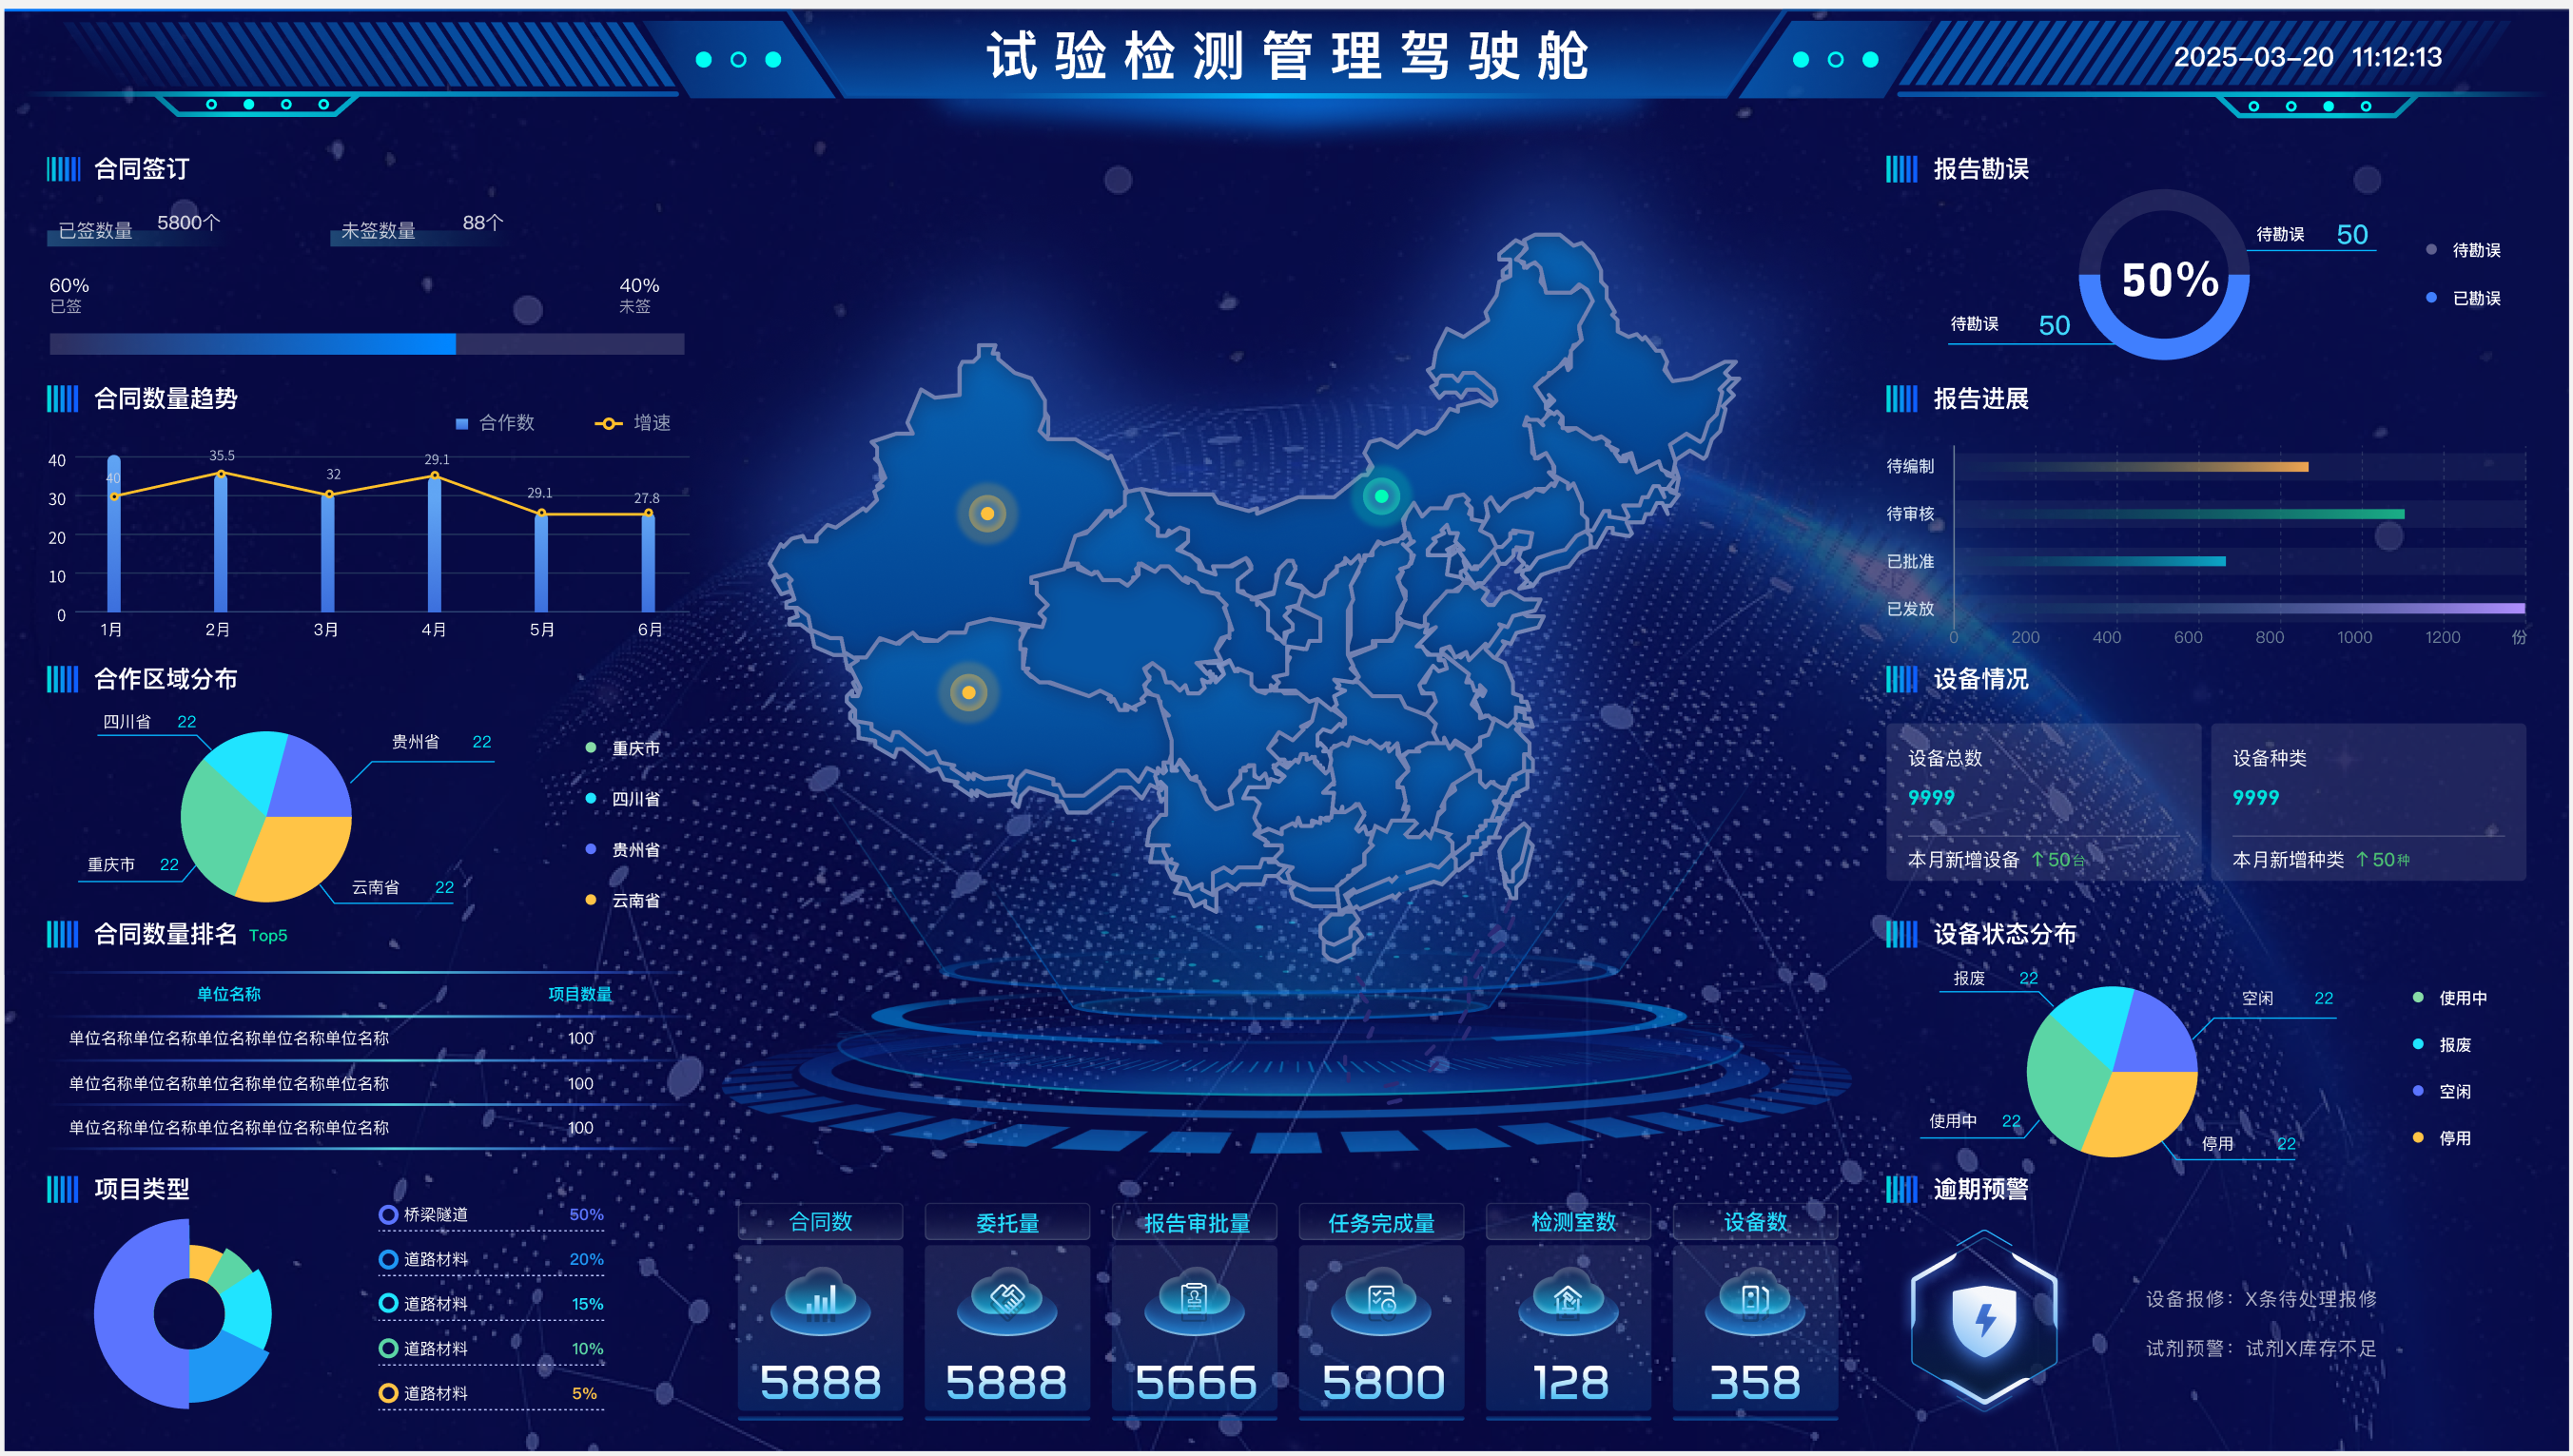 试验检测管理驾驶舱
2025-03-20 11:12:13
合同签订
已签数量 5800个
未签数量 88个
60%
已签
40%
未签
合同数量趋势
合作数 增速
40
30
20
10
0
40
35.5
32
29.1
29.1
27.8
1月 2月 3月 4月 5月 6月
合作区域分布
四川省 22
贵州省 22
重庆市 22
云南省 22
重庆市
四川省
贵州省
云南省
合同数量排名 Top5
单位名称 项目数量
单位名称单位名称单位名称单位名称单位名称 100
单位名称单位名称单位名称单位名称单位名称 100
单位名称单位名称单位名称单位名称单位名称 100
项目类型
桥梁隧道 50%
道路材料 20%
道路材料 15%
道路材料 10%
道路材料 5%
合同数
5888
委托量
5888
报告审批量
5666
任务完成量
5800
检测室数
128
设备数
358
报告勘误
待勘误 50
50%
待勘误 50
待勘误
已勘误
报告进展
待编制
待审核
已批准
已发放
0 200 400 600 800 1000 1200 份
设备情况
设备总数
9999
本月新增设备 ↑50台
设备种类
9999
本月新增种类 ↑50种
设备状态分布
报废 22
空闲 22
使用中 22
停用 22
使用中
报废
空闲
停用
逾期预警
设备报修：X条待处理报修
试剂预警：试剂X库存不足